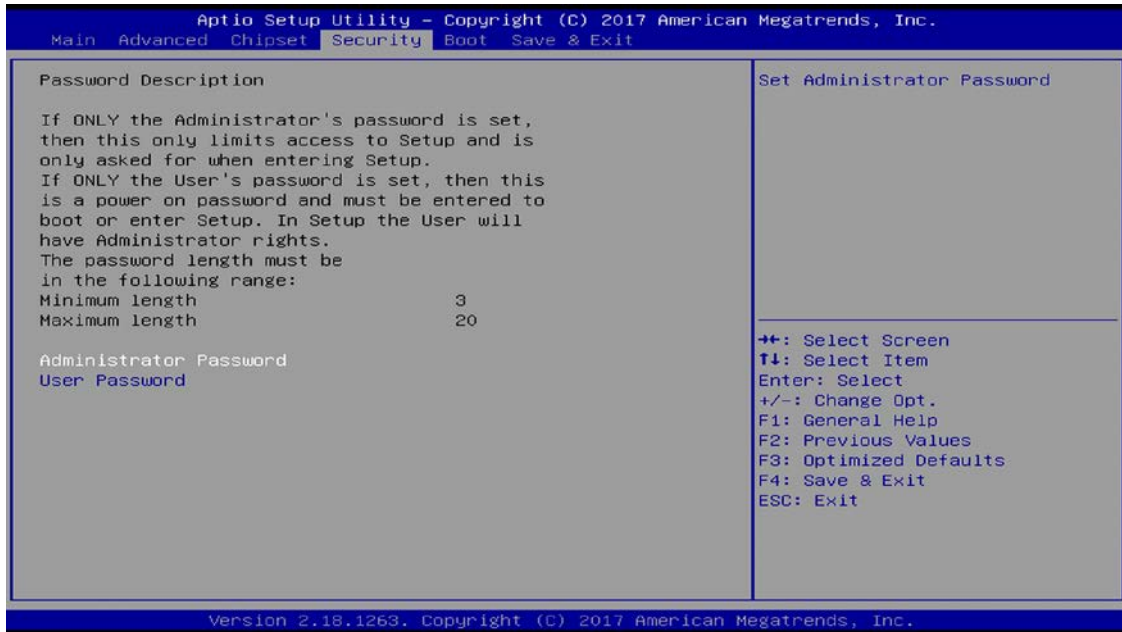 Aptio Setup Utility – Copyright (C) 2017 American Megatrends, Inc.
Main Advanced Chipset Security Boot Save & Exit
Password Description
If ONLY the Administrator's password is set,
then this only limits access to Setup and is
only asked for when entering Setup.
If ONLY the User's password is set, then this
is a power on password and must be entered to
boot or enter Setup. In Setup the User will
have Administrator rights.
The password length must be
in the following range:
Minimum length 3
Maximum length 20
Administrator Password
User Password
Set Administrator Password
→←: Select Screen
↑↓: Select Item
Enter: Select
+/-: Change Opt.
F1: General Help
F2: Previous Values
F3: Optimized Defaults
F4: Save & Exit
ESC: Exit
Version 2.18.1263. Copyright (C) 2017 American Megatrends, Inc.